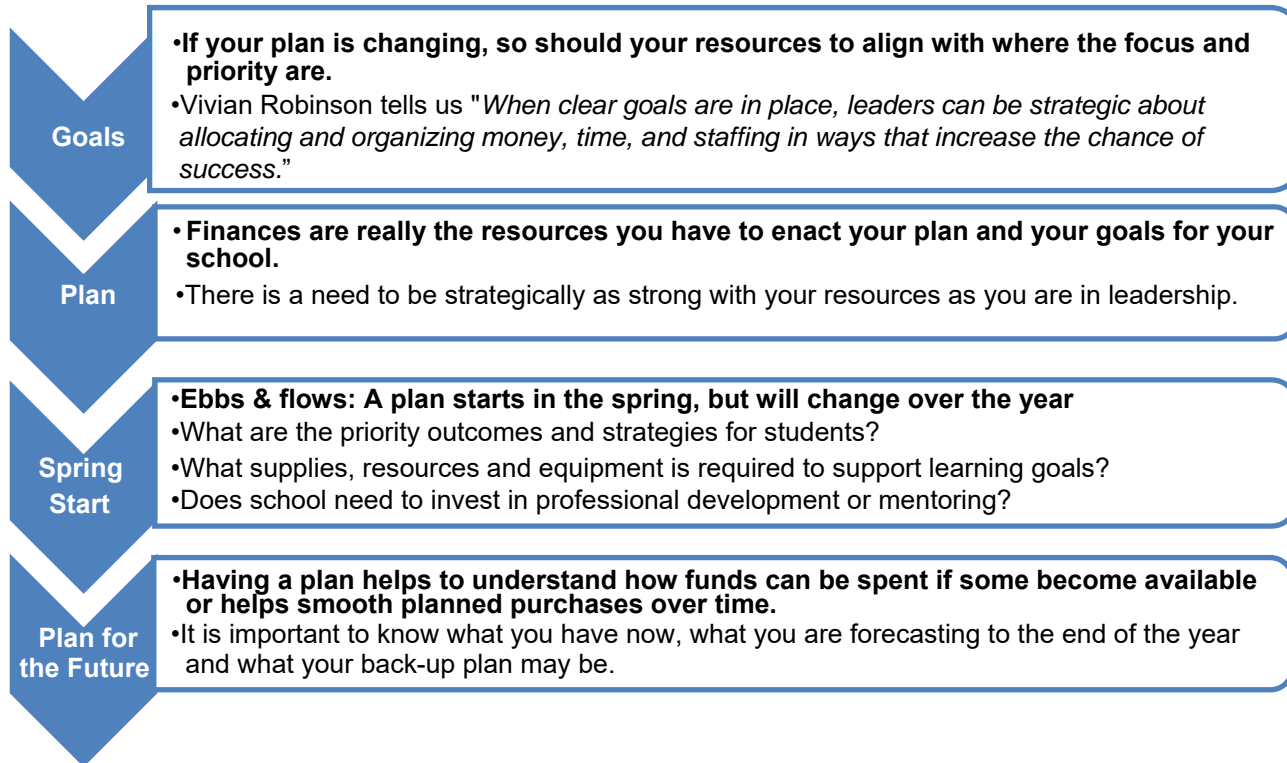 Goals
•If your plan is changing, so should your resources to align with where the focus and
priority are.
•Vivian Robinson tells us "When clear goals are in place, leaders can be strategic about
allocating and organizing money, time, and staffing in ways that increase the chance of
success.”
Plan
•Finances are really the resources you have to enact your plan and your goals for your
school.
•There is a need to be strategically as strong with your resources as you are in leadership.
Spring
Start
•Ebbs & flows: A plan starts in the spring, but will change over the year
•What are the priority outcomes and strategies for students?
•What supplies, resources and equipment is required to support learning goals?
•Does school need to invest in professional development or mentoring?
Plan for
the Future
•Having a plan helps to understand how funds can be spent if some become available
or helps smooth planned purchases over time.
•It is important to know what you have now, what you are forecasting to the end of the year
and what your back-up plan may be.